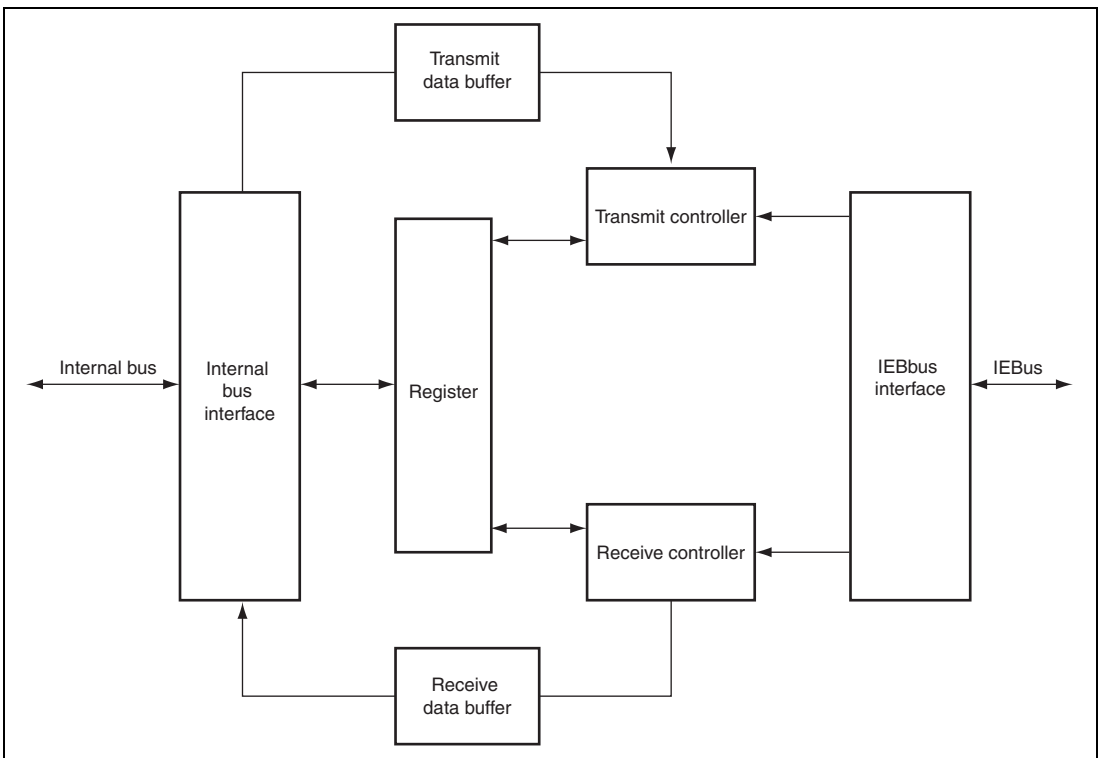 Transmit
data buffer
Transmit controller
Internal bus
Internal
bus
interface
Register
IEBbus
interface
IEBus
Receive controller
Receive
data buffer